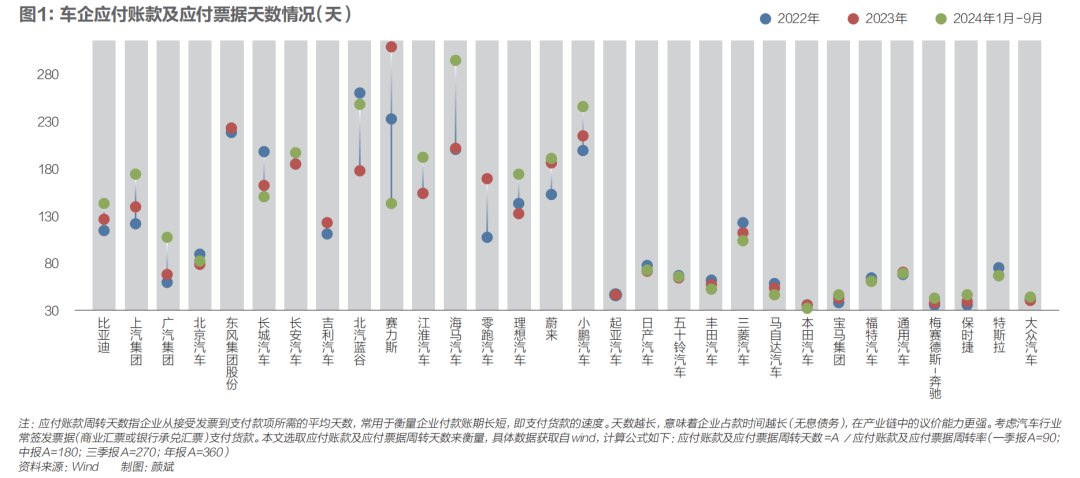 图1：车企应付账款及应付票据天数情况（天）
2022年 2023年 2024年1月-9月
280
230
180
130
80
30
比亚迪
上汽集团
广汽集团
北京汽车
东风集团股份
长城汽车
长安汽车
吉利汽车
北汽蓝谷
赛力斯
江淮汽车
海马汽车
零跑汽车
理想汽车
蔚来
小鹏汽车
起亚汽车
日产汽车
五十铃汽车
丰田汽车
三菱汽车
马自达汽车
本田汽车
宝马集团
福特汽车
通用汽车
梅赛德斯-奔驰
保时捷
特斯拉
大众汽车
注：应付账款周转天数指企业从接受发票到支付款项所需的平均天数，常用于衡量企业付款账期长短，即支付货款的速度。天数越长，意味着企业占款时间越长（无息债务），在产业链中的议价能力更强。考虑汽车行业
常签发票据（商业汇票或银行承兑汇票）支付货款。本文选取应付账款及应付票据周转天数来衡量，具体数据获取自wind，计算公式如下：应付账款及应付票据周转天数=A /应付账款及应付票据周转率（一季报A=90；
中报A=180；三季报A=270；年报A=360）
资料来源：Wind 制图：颜斌